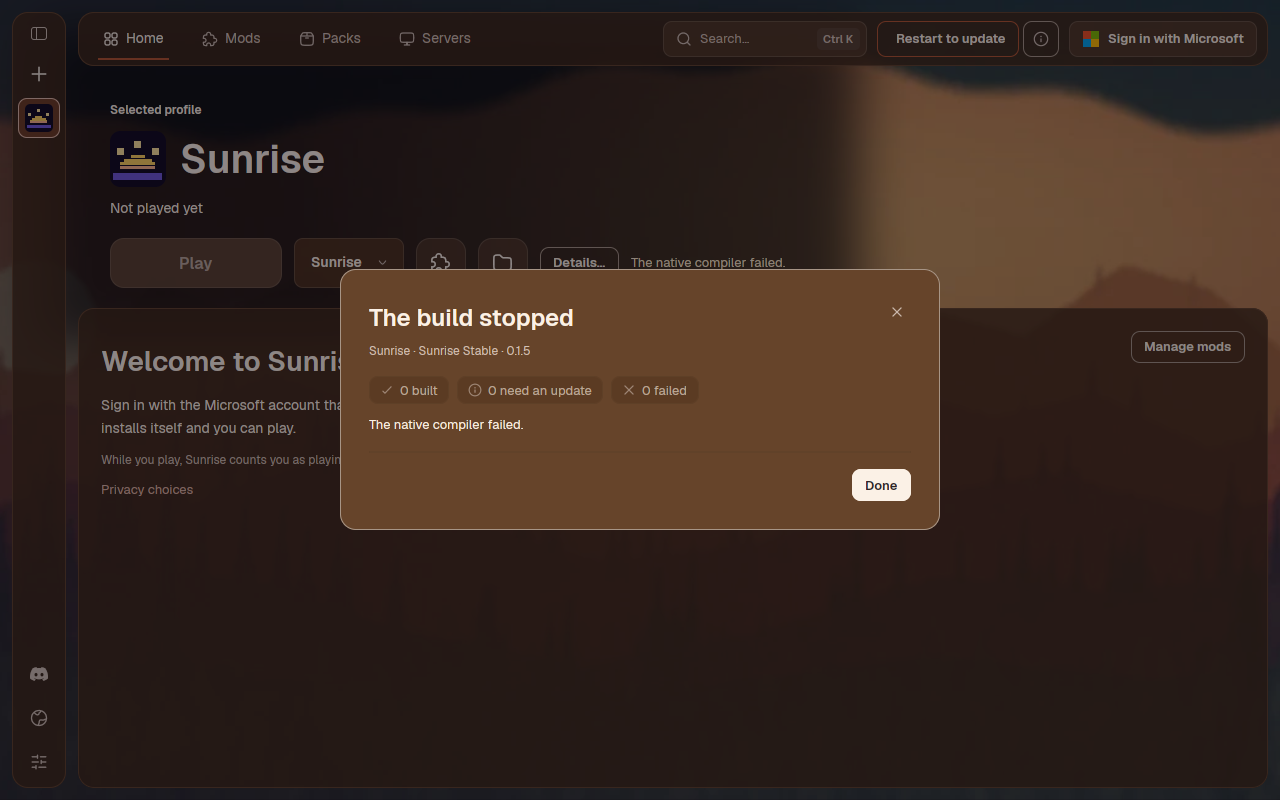 Home
Mods
Packs
Servers
Search...
Ctrl K
Restart to update
Sign in with Microsoft
Selected profile
Sunrise
Not played yet
Play
Sunrise
Details...
The native compiler failed.
The build stopped
Sunrise · Sunrise Stable · 0.1.5
0 built
0 need an update
0 failed
The native compiler failed.
Done
Welcome to Sunris
Manage mods
Sign in with the Microsoft account tha
installs itself and you can play.
While you play, Sunrise counts you as playin
Privacy choices